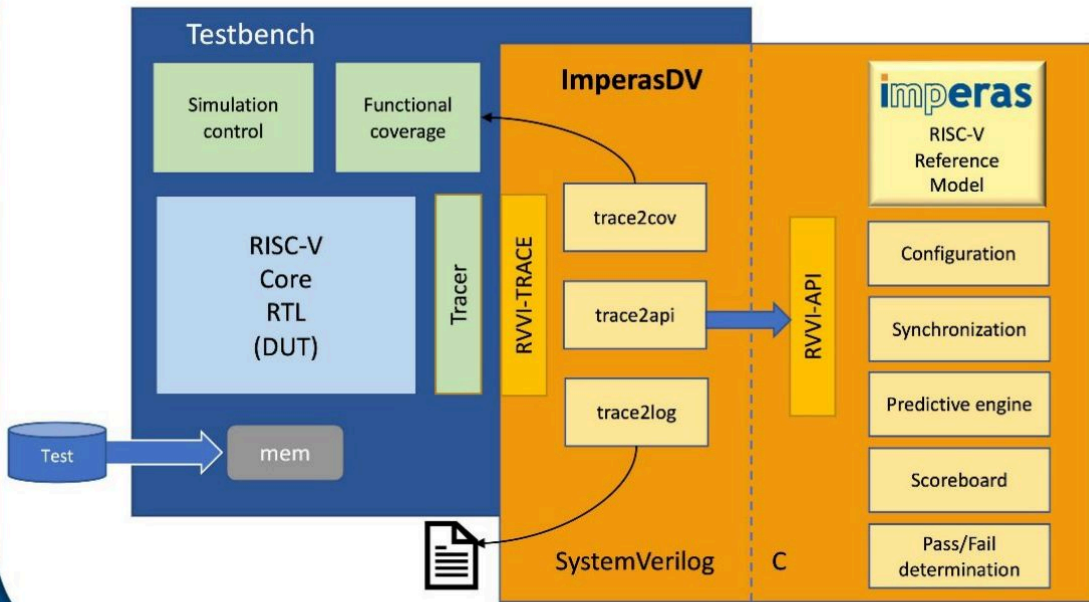 Testbench
Simulation
control
Functional
coverage
RISC-V
Core
RTL
(DUT)
Tracer
mem
Test
RVVI-TRACE
ImperasDV
trace2cov
trace2api
trace2log
SystemVerilog
C
RVVI-API
imperas
RISC-V
Reference
Model
Configuration
Synchronization
Predictive engine
Scoreboard
Pass/Fail
determination